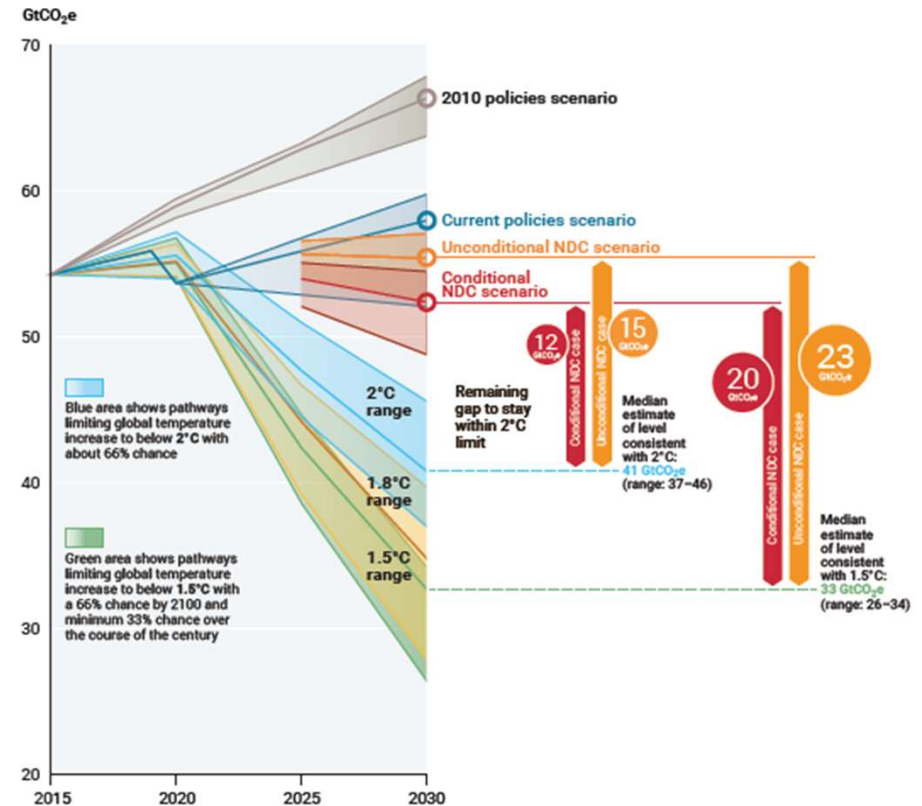 GtCO₂e
70
60
50
40
30
20
2015
2020
2025
2030
2010 policies scenario
Current policies scenario
Unconditional NDC scenario
Conditional
NDC scenario
2°C
range
1.8°C
range
1.5°C
range
Blue area shows pathways
limiting global temperature
increase to below 2°C with
about 66% chance
Green area shows pathways
limiting global temperature
increase to below 1.5°C with
a 66% chance by 2100 and
minimum 33% chance over
the course of the century
Remaining
gap to stay
within 2°C
limit
12
GtCO₂e
Conditional NDC case
Unconditional NDC case
15
GtCO₂e
Median
estimate
of level
consistent
with 2°C:
41 GtCO₂e
(range: 37–46)
20
GtCO₂e
Conditional NDC case
Unconditional NDC case
23
GtCO₂e
Median
estimate
of level
consistent
with 1.5°C:
33 GtCO₂e
(range: 26–34)